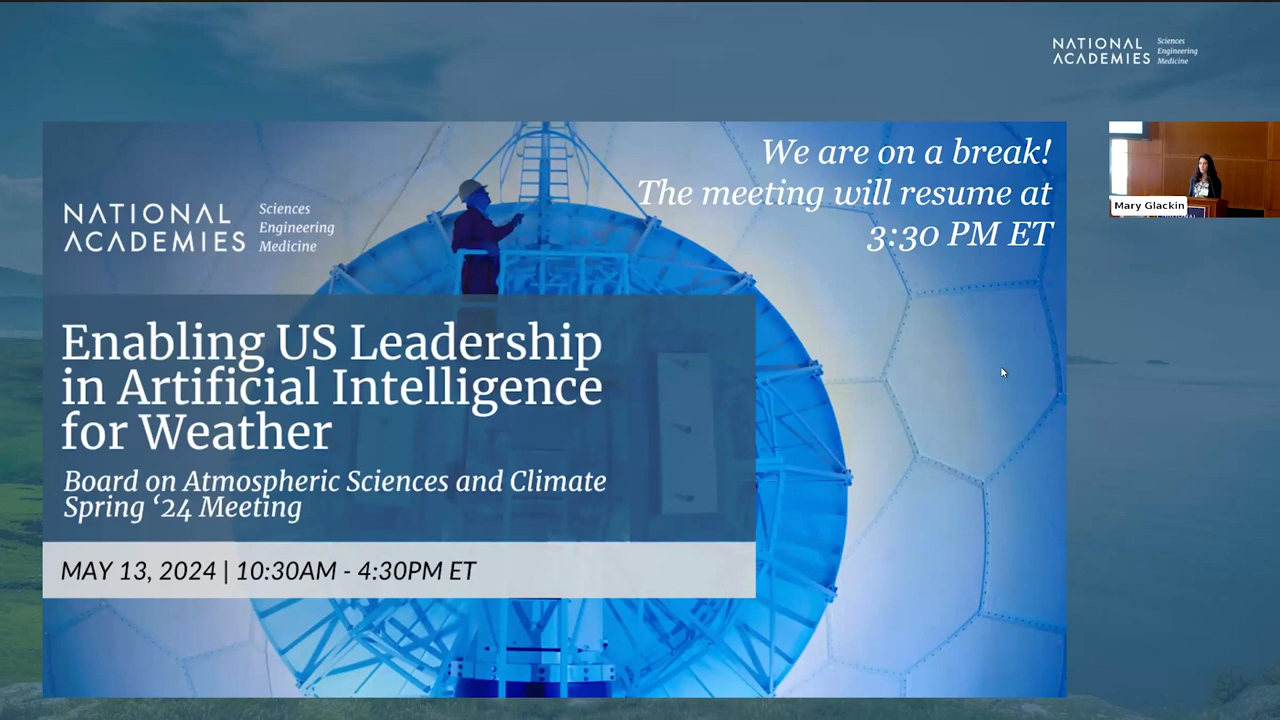 NATIONAL
ACADEMIES
Sciences
Engineering
Medicine
We are on a break!
The meeting will resume at
3:30 PM ET
NATIONAL
ACADEMIES
Sciences
Engineering
Medicine
Mary Glackin
Enabling US Leadership
in Artificial Intelligence
for Weather
Board on Atmospheric Sciences and Climate
Spring ‘24 Meeting
MAY 13, 2024 | 10:30AM - 4:30PM ET